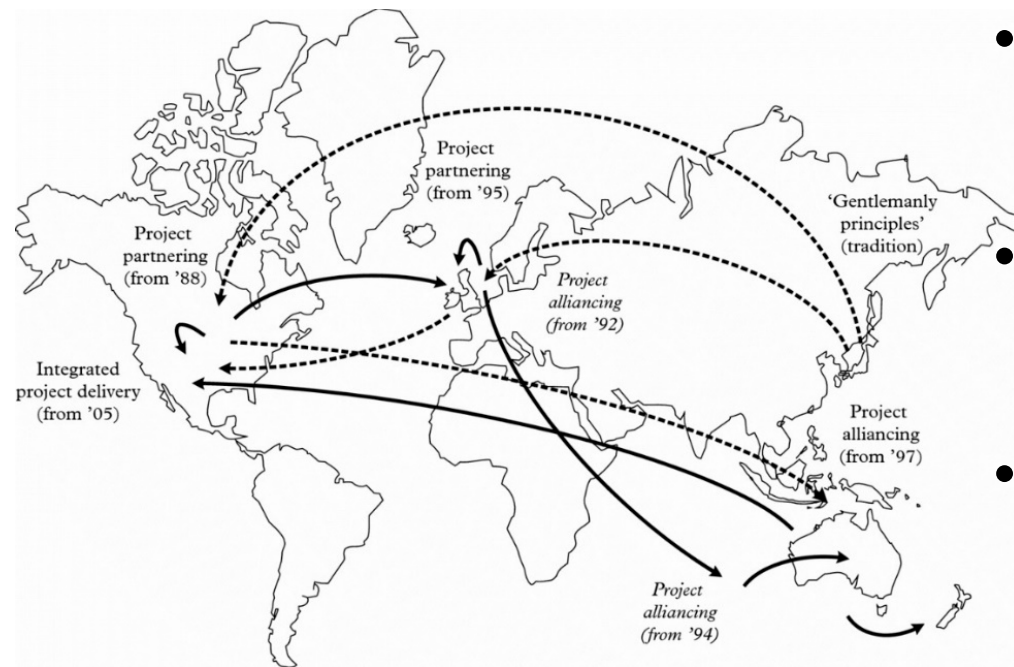 Project
partnering
(from ’95)
‘Gentlemanly
principles’
(tradition)
Project
partnering
(from ’88)
Project
alliancing
(from ’92)
Integrated
project delivery
(from ’05)
Project
alliancing
(from ’97)
Project
alliancing
(from ’94)